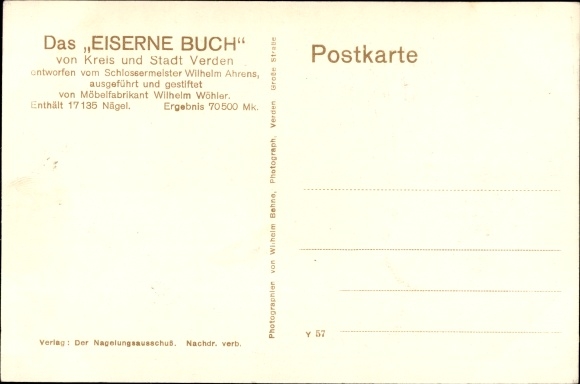 Das „EISERNE BUCH“
von Kreis und Stadt Verden
entworfen vom Schlossermeister Wilhelm Ahrens,
ausgeführt und gestiftet
von Möbelfabrikant Wilhelm Wöhler.
Enthält 17135 Nägel. Ergebnis 70500 Mk.
Verlag: Der Nagelungsausschuß. Nachdr. verb.
Photographien von Wilhelm Bahne, Photograph, Verden Große Straße
Postkarte
Y 57